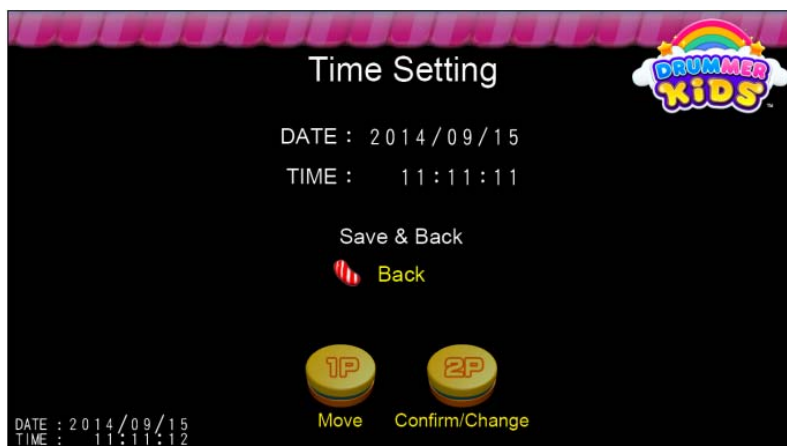 Time Setting
DRUMMER
KiDS
TM
DATE : 2014/09/15
TIME : 11:11:11
Save & Back
Back
1P
2P
Move
Confirm/Change
DATE : 2014/09/15
TIME : 11:11:12